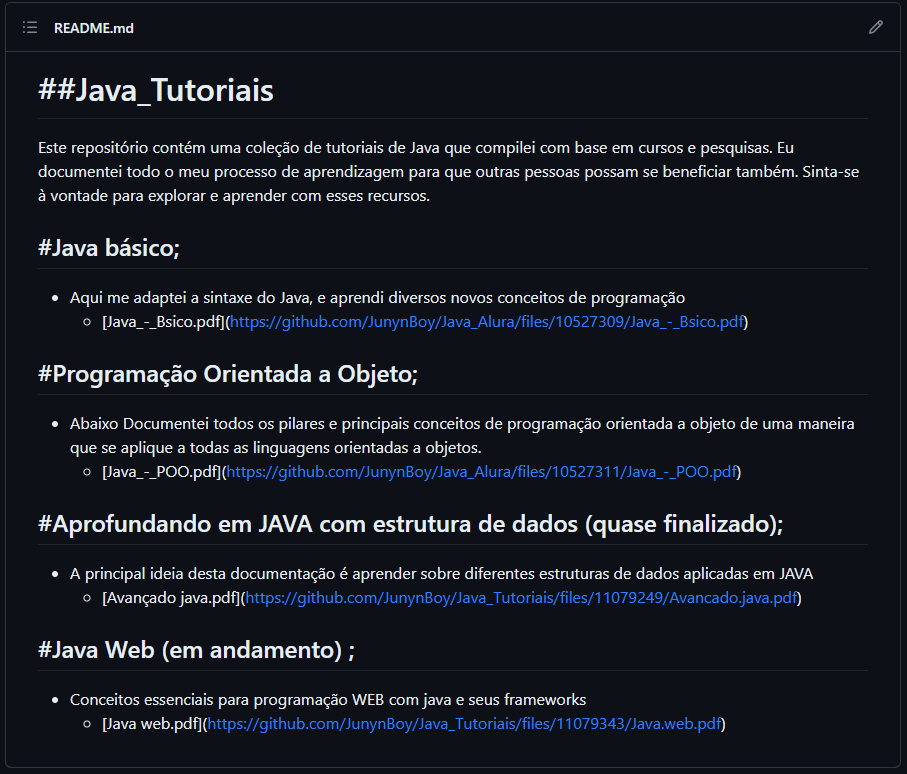 README.md
##Java_Tutoriais
Este repositório contém uma coleção de tutoriais de Java que compilei com base em cursos e pesquisas. Eu
documentei todo o meu processo de aprendizagem para que outras pessoas possam se beneficiar também. Sinta-se
à vontade para explorar e aprender com esses recursos.
#Java básico;
Aqui me adaptei a sintaxe do Java, e aprendi diversos novos conceitos de programação
[Java_-_Bsico.pdf](https://github.com/JunynBoy/Java_Alura/files/10527309/Java_-_Bsico.pdf)
#Programação Orientada a Objeto;
Abaixo Documentei todos os pilares e principais conceitos de programação orientada a objeto de uma maneira
que se aplique a todas as linguagens orientadas a objetos.
[Java_-_POO.pdf](https://github.com/JunynBoy/Java_Alura/files/10527311/Java_-_POO.pdf)
#Aprofundando em JAVA com estrutura de dados (quase finalizado);
A principal ideia desta documentação é aprender sobre diferentes estruturas de dados aplicadas em JAVA
[Avançado java.pdf](https://github.com/JunynBoy/Java_Tutoriais/files/11079249/Avancado.java.pdf)
#Java Web (em andamento) ;
Conceitos essenciais para programação WEB com java e seus frameworks
[Java web.pdf](https://github.com/JunynBoy/Java_Tutoriais/files/11079343/Java.web.pdf)